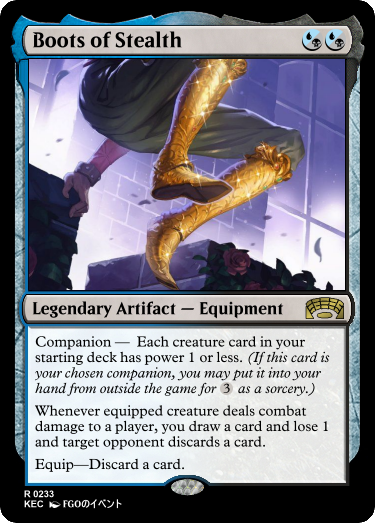 Boots of Stealth
Legendary Artifact — Equipment
Companion — Each creature card in your
starting deck has power 1 or less. (If this card is
your chosen companion, you may put it into your
hand from outside the game for 3 as a sorcery.)
Whenever equipped creature deals combat
damage to a player, you draw a card and lose 1
and target opponent discards a card.
Equip—Discard a card.
R 0233
KEC FGOのイベント